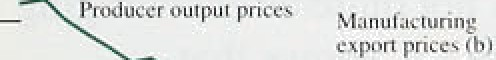 Producer output prices
Manufacturing
export prices (b)